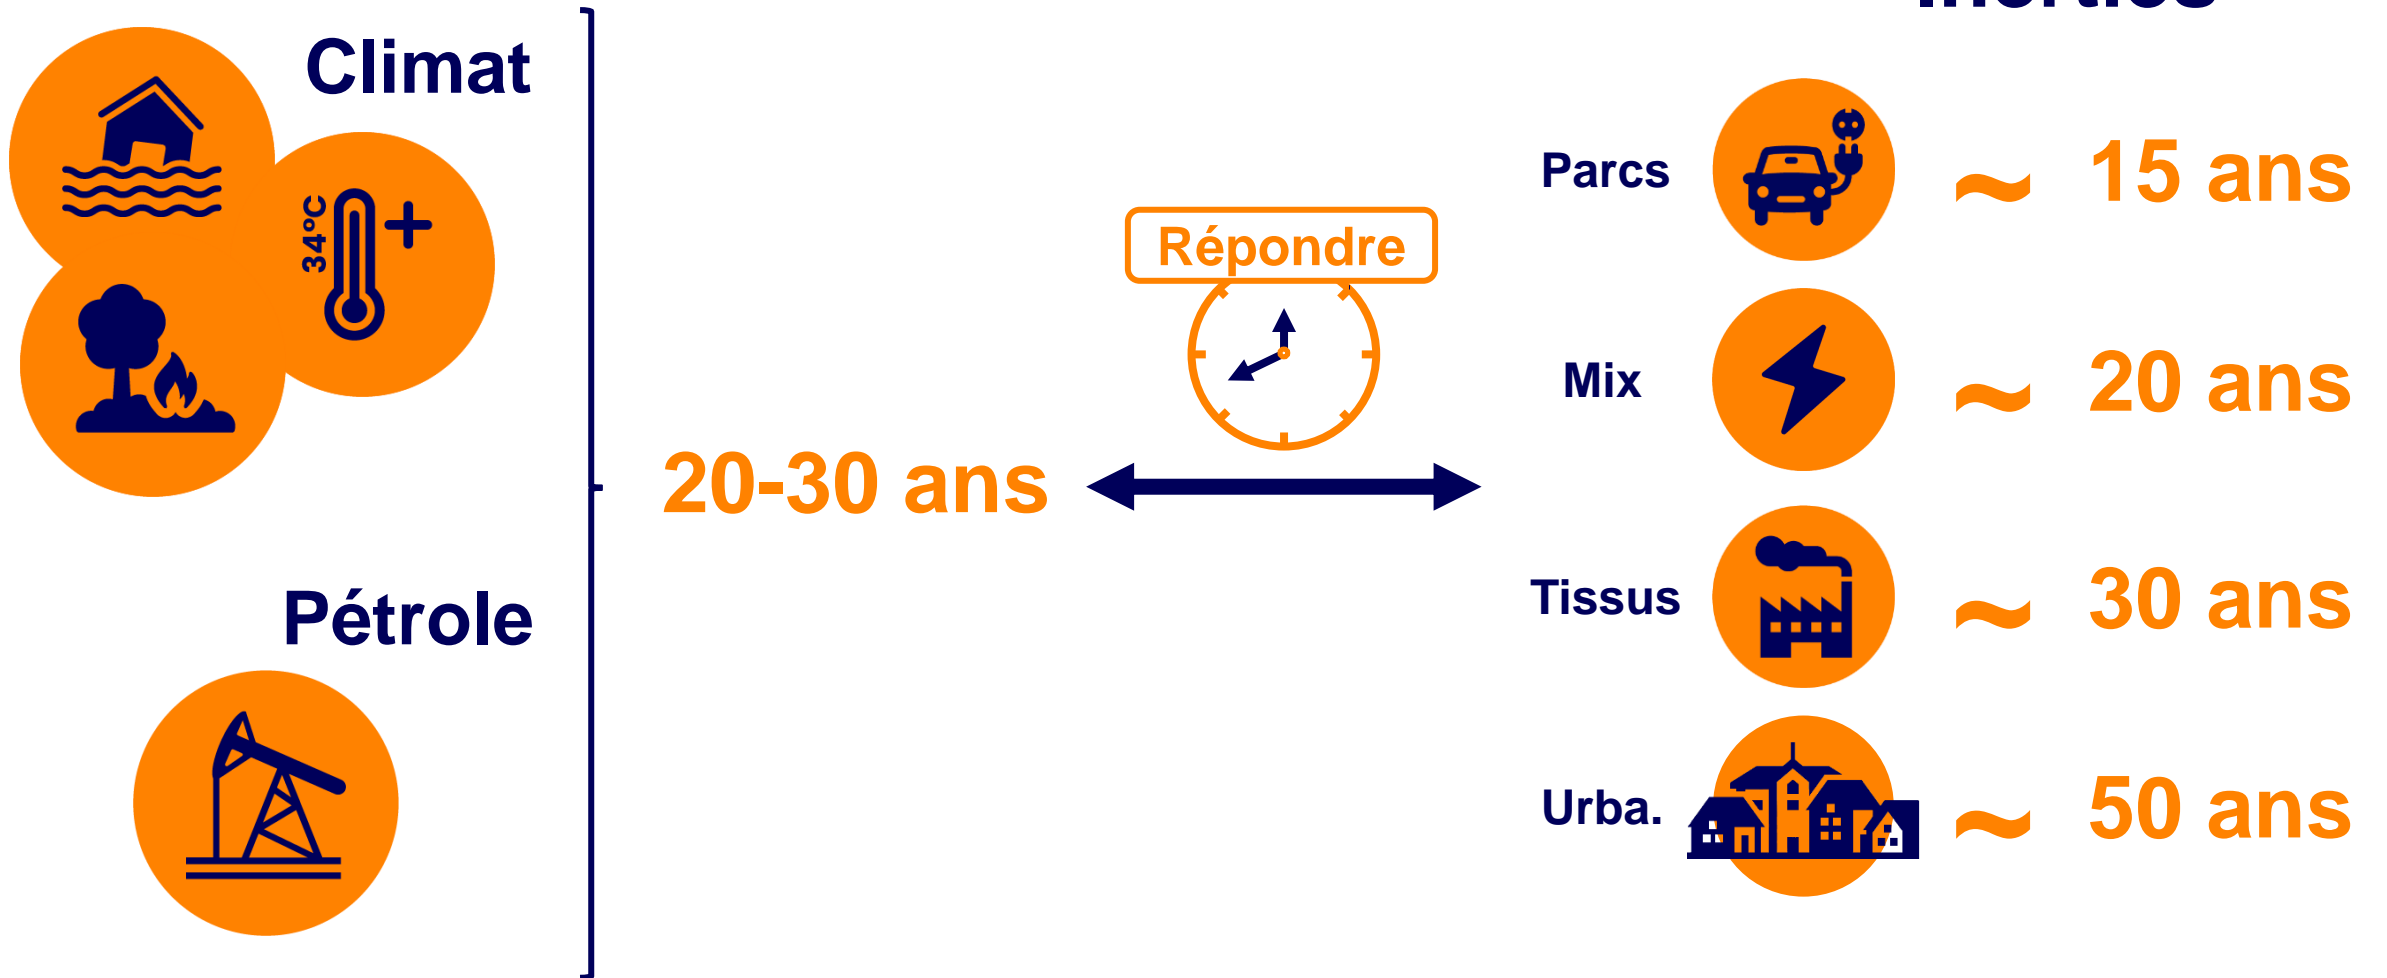 Inerties
Climat
34°C
Pétrole
20-30 ans
Répondre
Parcs
~ 15 ans
Mix
~ 20 ans
Tissus
~ 30 ans
Urba.
~ 50 ans